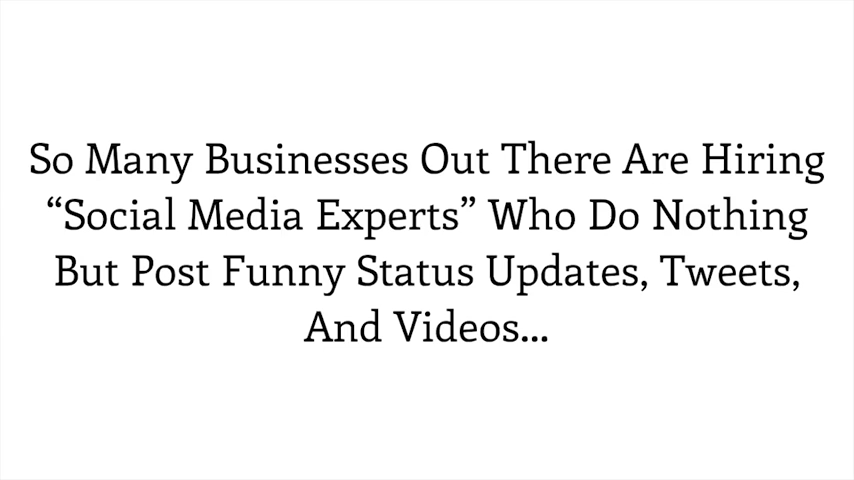 So Many Businesses Out There Are Hiring
“Social Media Experts” Who Do Nothing
But Post Funny Status Updates, Tweets,
And Videos...